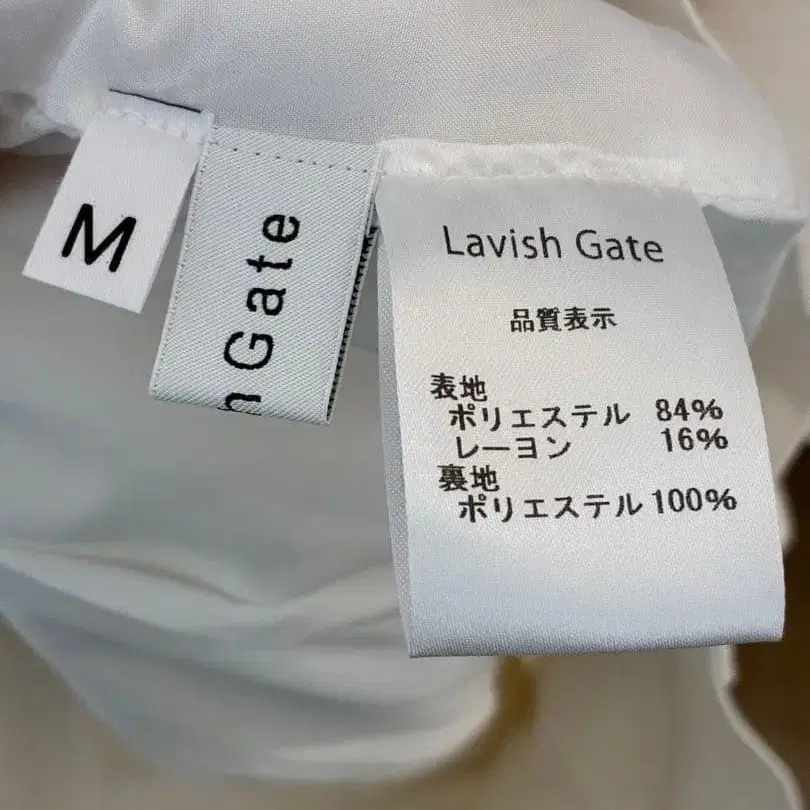 M
Gate
Lavish Gate
品質表示
表地
ポリエステル 84%
レーヨン 16%
裏地
ポリエステル 100%